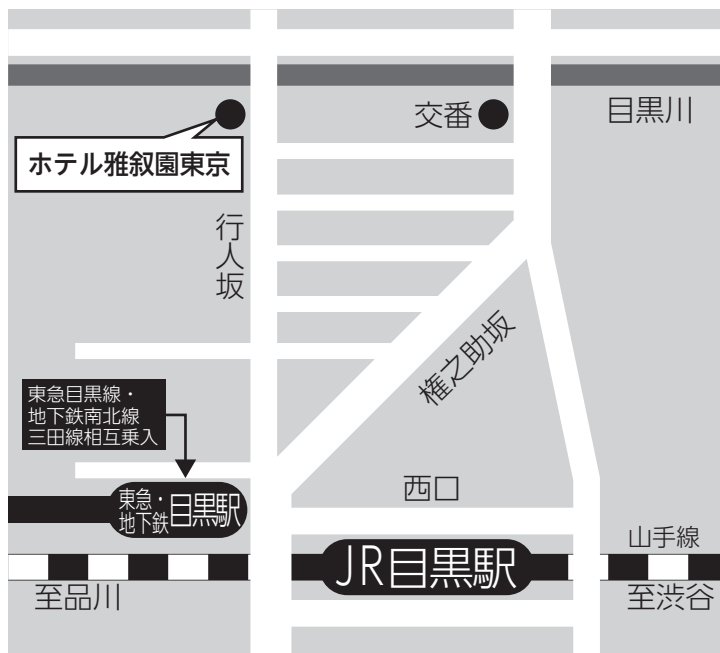 交番
目黒川
ホテル雅叙園東京
行人坂
権之助坂
東急目黒線・
地下鉄南北線
三田線相互乗入
西口
東急・
地下鉄
目黒駅
山手線
JR目黒駅
至品川
至渋谷